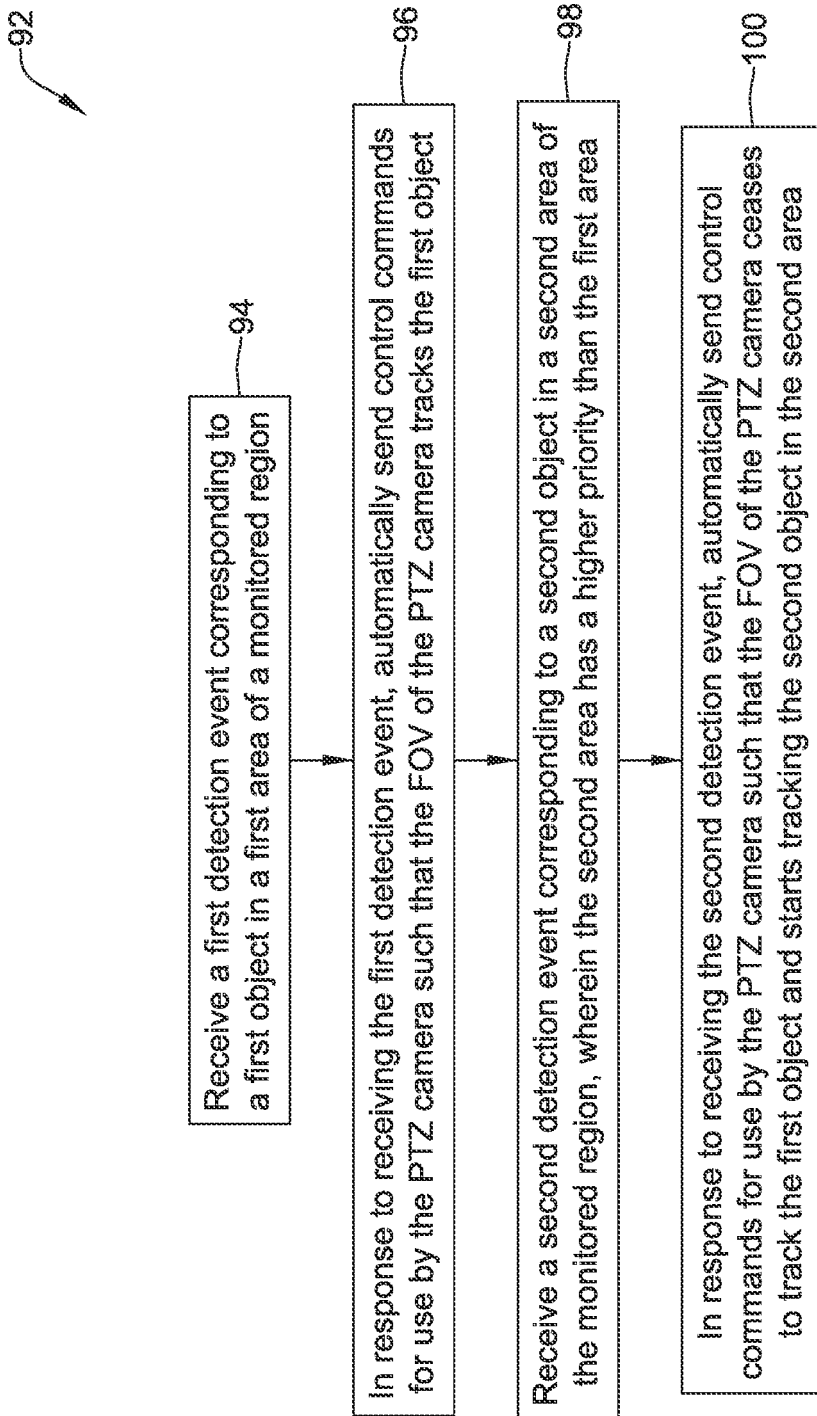 92
94
Receive a first detection event corresponding to
a first object in a first area of a monitored region
96
In response to receiving the first detection event, automatically send control commands
for use by the PTZ camera such that the FOV of the PTZ camera tracks the first object
98
Receive a second detection event corresponding to a second object in a second area of
the monitored region, wherein the second area has a higher priority than the first area
100
In response to receiving the second detection event, automatically send control
commands for use by the PTZ camera such that the FOV of the PTZ camera ceases
to track the first object and starts tracking the second object in the second area